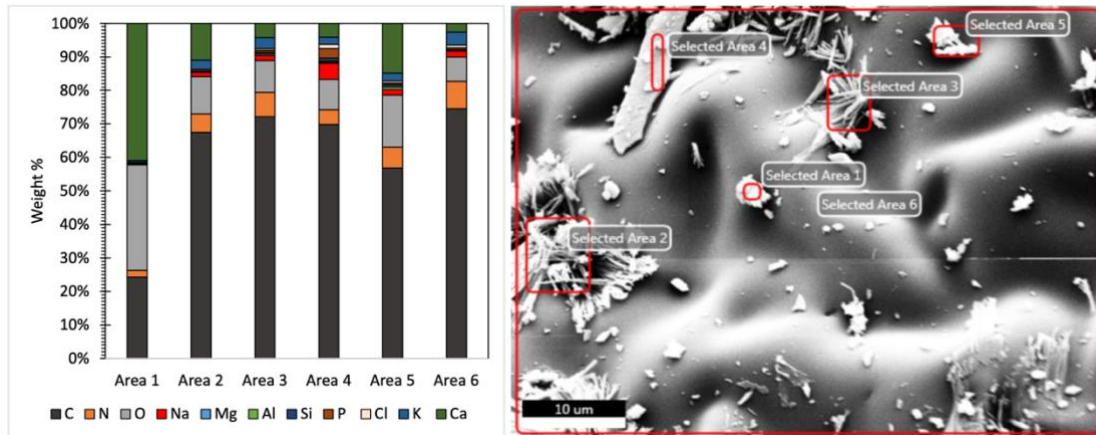 100%
90%
80%
70%
60%
50%
40%
30%
20%
10%
0%
Weight %
Area 1 Area 2 Area 3 Area 4 Area 5 Area 6
C N O Na Mg Al Si P Cl K Ca
Selected Area 5
Selected Area 4
Selected Area 3
Selected Area 1
Selected Area 6
Selected Area 2
10 um